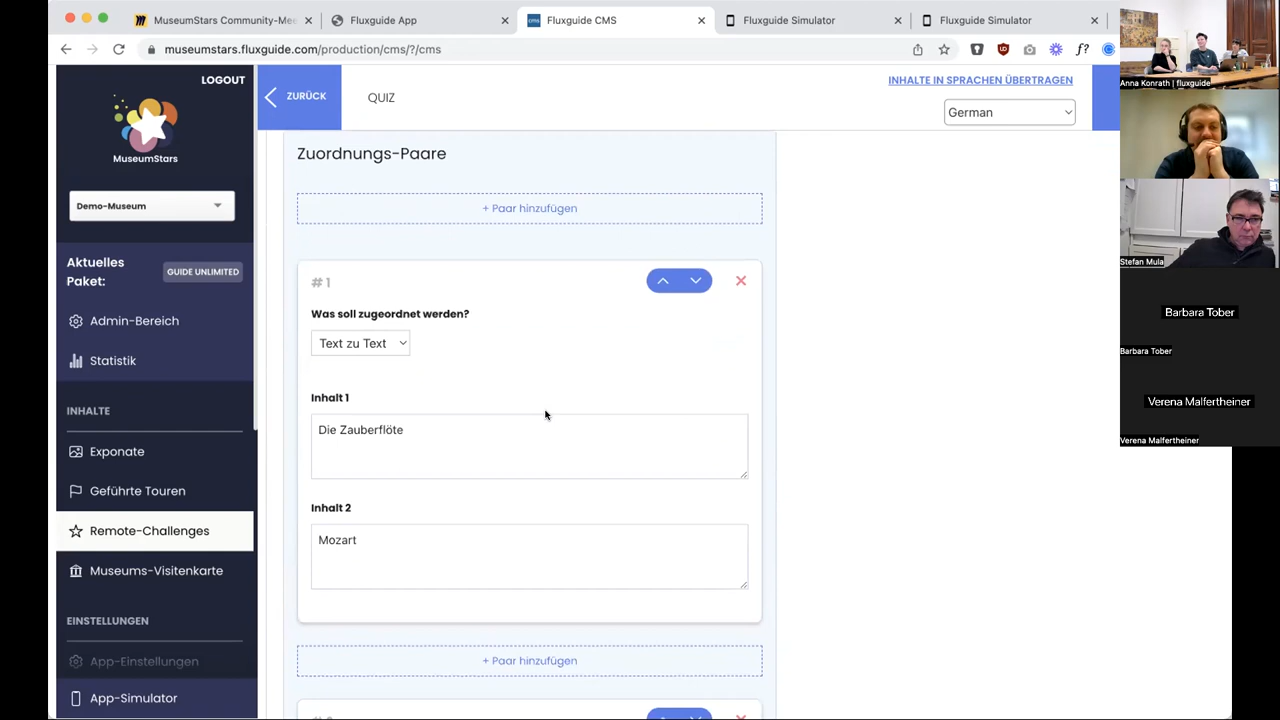 MuseumStars Community-Mee
Fluxguide App
CMS
Fluxguide CMS
Fluxguide Simulator
Fluxguide Simulator
museumstars.fluxguide.com/production/cms/?/cms
f?
LOGOUT
MuseumStars
Demo-Museum
Aktuelles
Paket:
GUIDE UNLIMITED
Admin-Bereich
Statistik
INHALTE
Exponate
Geführte Touren
Remote-Challenges
Museums-Visitenkarte
EINSTELLUNGEN
App-Einstellungen
App-Simulator
ZURÜCK
QUIZ
INHALTE IN SPRACHEN ÜBERTRAGEN
German
Zuordnungs-Paare
+ Paar hinzufügen
#1
Was soll zugeordnet werden?
Text zu Text
Inhalt 1
Die Zauberflöte
Inhalt 2
Mozart
+ Paar hinzufügen
Anna Konrath | fluxguide
Stefan Mula
Barbara Tober
Barbara Tober
Verena Malfertheiner
Verena Malfertheiner